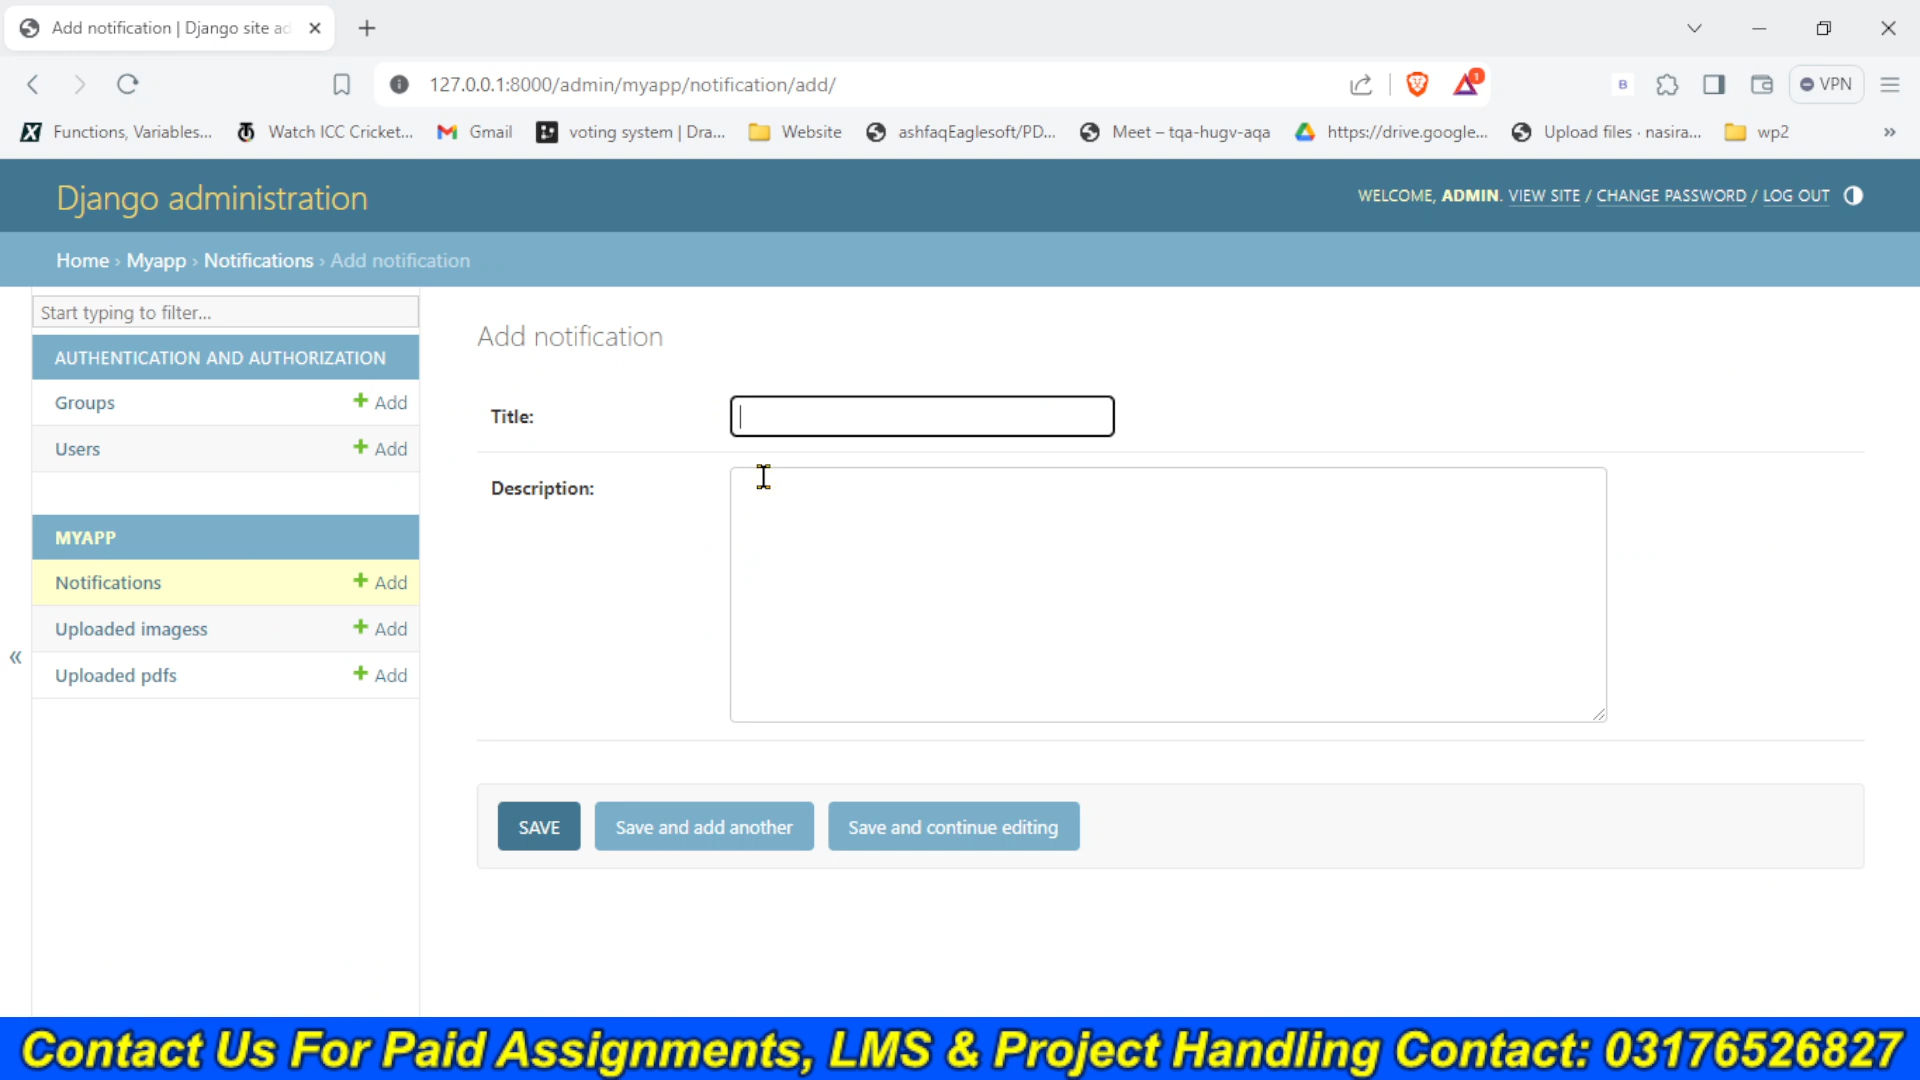 Add notification | Django site ad
127.0.0.1:8000/admin/myapp/notification/add/
1
B
VPN
Functions, Variables...
Watch ICC Cricket...
Gmail
voting system | Dra...
Website
ashfaqEaglesoft/PD...
Meet – tqa-hugv-aqa
https://drive.google...
Upload files · nasira...
wp2
»
Django administration
WELCOME, ADMIN. VIEW SITE / CHANGE PASSWORD / LOG OUT
Home › Myapp › Notifications › Add notification
Start typing to filter...
AUTHENTICATION AND AUTHORIZATION
Groups + Add
Users + Add
MYAPP
Notifications + Add
Uploaded imagess + Add
Uploaded pdfs + Add
«
Add notification
Title:
Description:
SAVE
Save and add another
Save and continue editing
Contact Us For Paid Assignments, LMS & Project Handling Contact: 03176526827